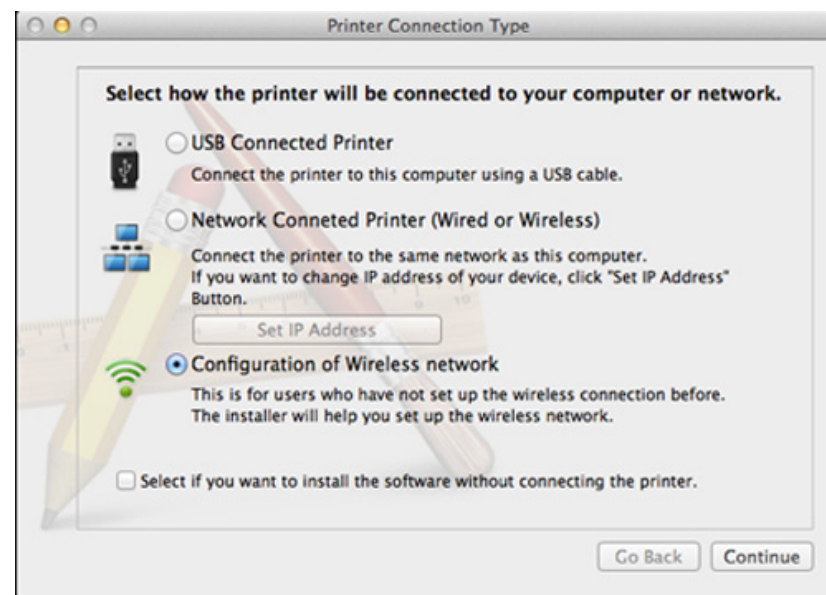 Printer Connection Type
Select how the printer will be connected to your computer or network.
USB Connected Printer
Connect the printer to this computer using a USB cable.
Network Conneted Printer (Wired or Wireless)
Connect the printer to the same network as this computer.
If you want to change IP address of your device, click "Set IP Address"
Button.
Set IP Address
Configuration of Wireless network
This is for users who have not set up the wireless connection before.
The installer will help you set up the wireless network.
Select if you want to install the software without connecting the printer.
Go Back Continue